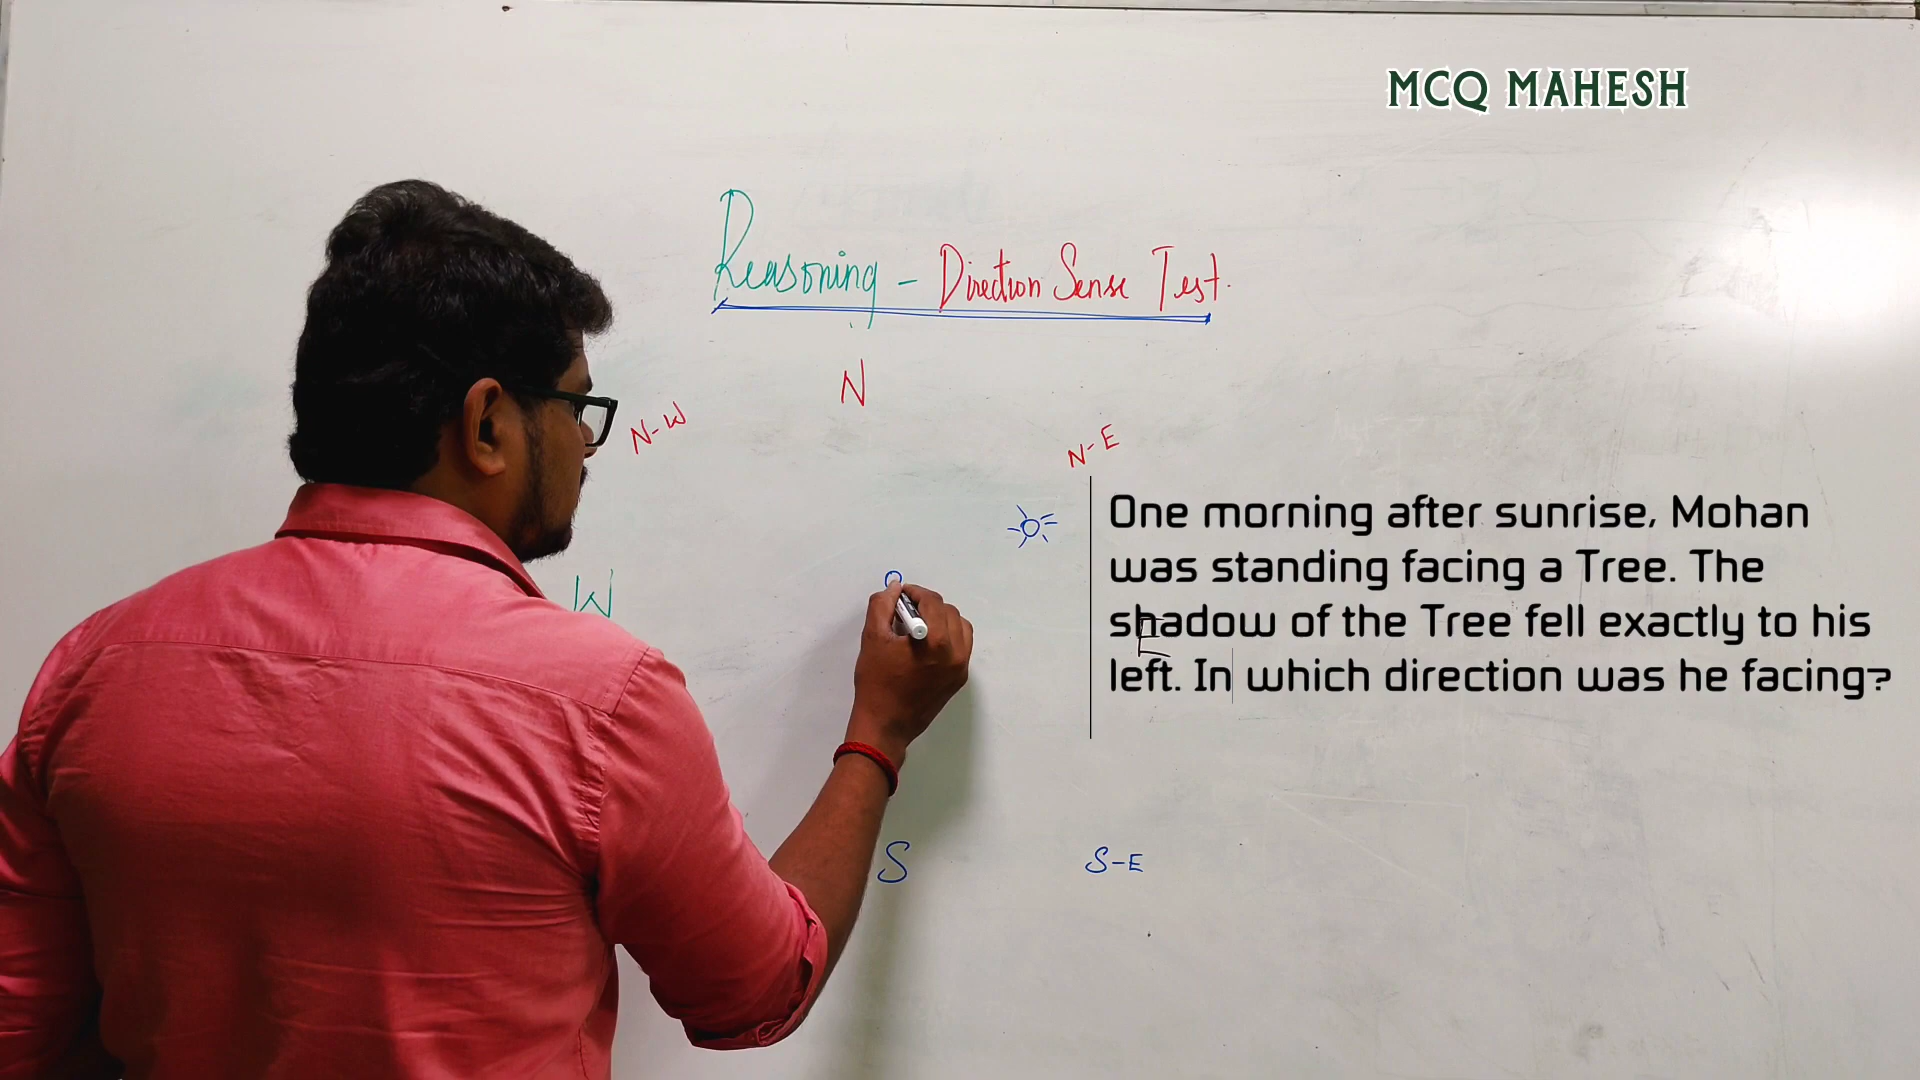 MCQ MAHESH
Reasoning - Direction Sense Test.
N
N-W
N-E
One morning after sunrise, Mohan
was standing facing a Tree. The
shadow of the Tree fell exactly to his
left. In which direction was he facing?
W
E
S
S-E